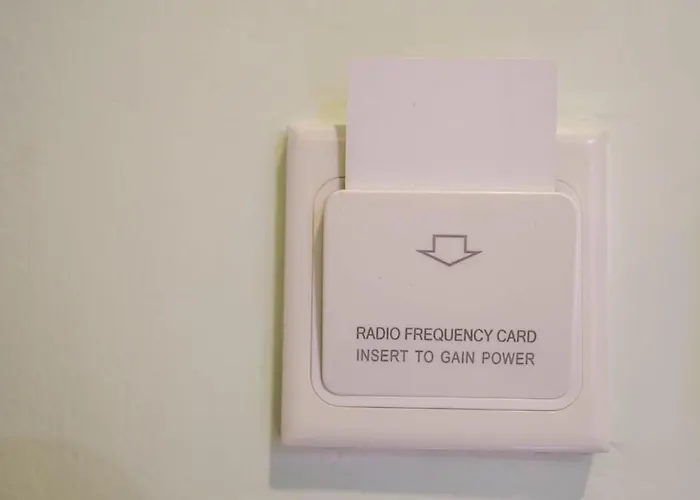 RADIO FREQUENCY CARD
INSERT TO GAIN POWER